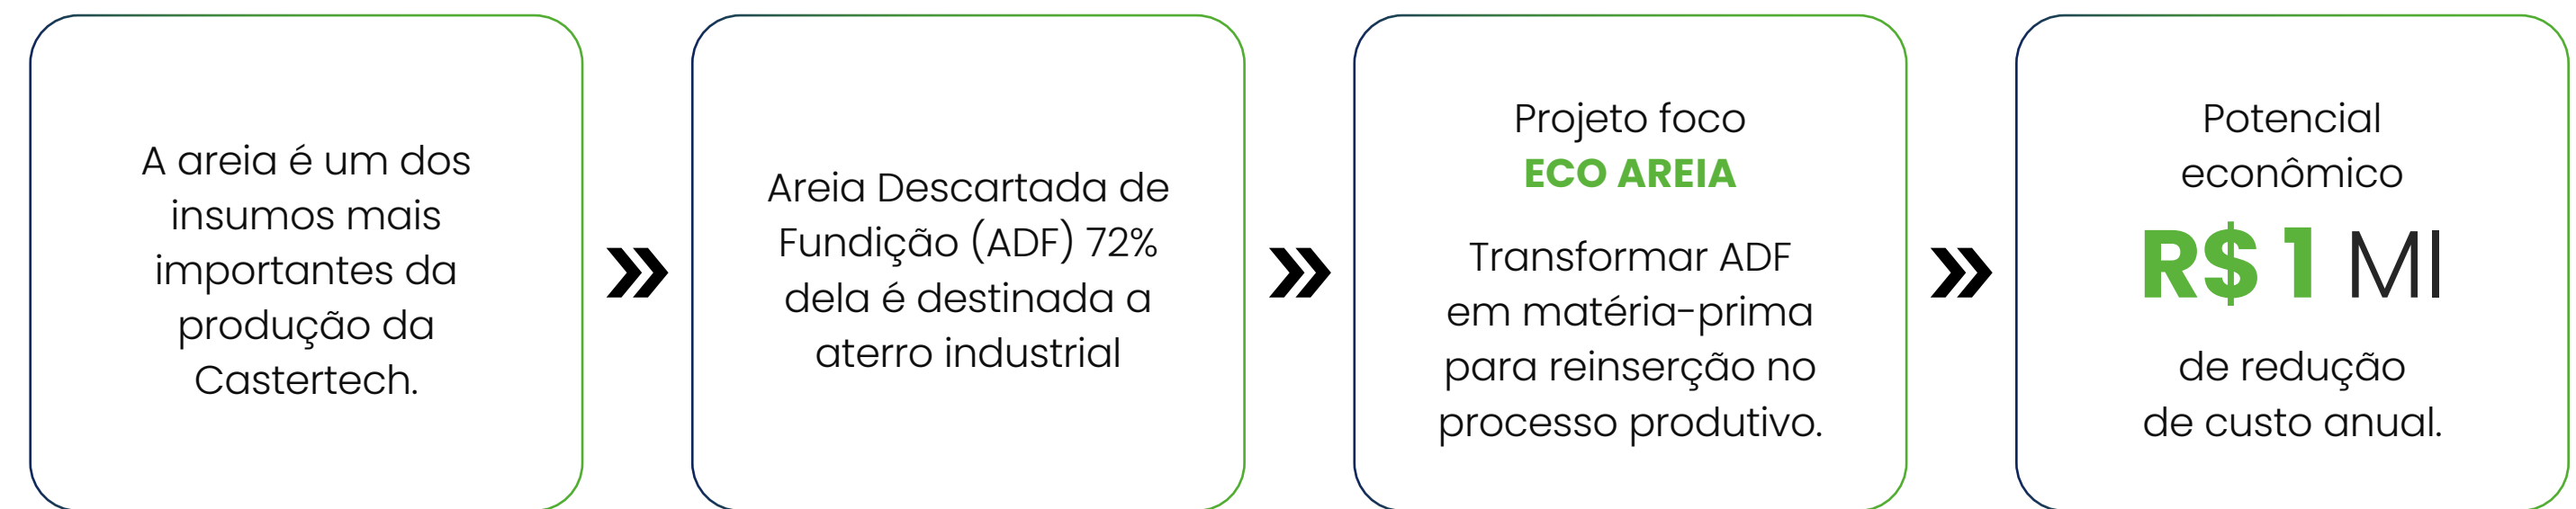 A areia é um dos
insumos mais
importantes da
produção da
Castertech.
Areia Descartada de
Fundição (ADF) 72%
dela é destinada a
aterro industrial
Projeto foco
ECO AREIA
Transformar ADF
em matéria-prima
para reinserção no
processo produtivo.
Potencial
econômico
R$ 1 MI
de redução
de custo anual.